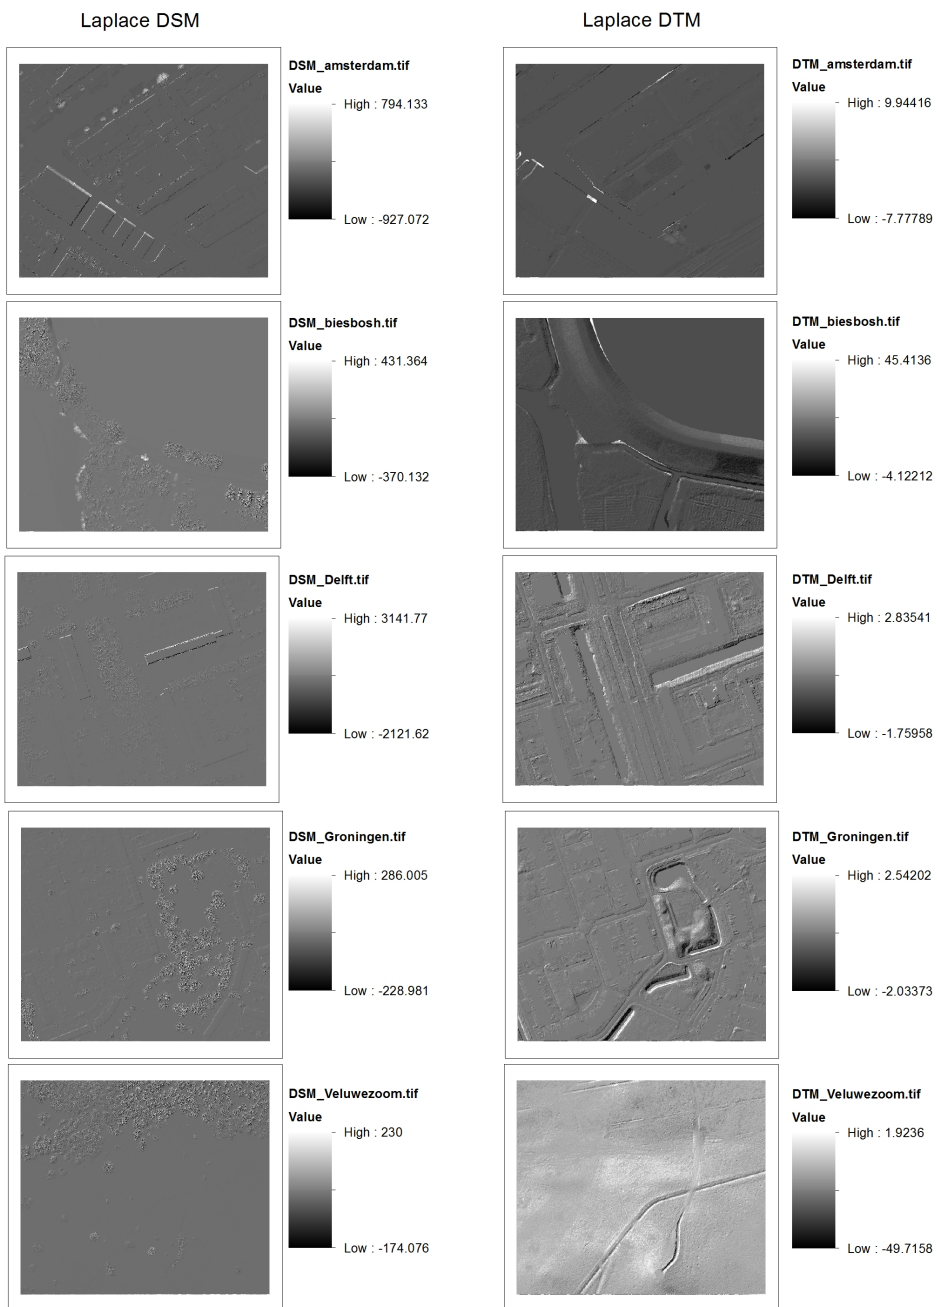 Laplace DSM
Laplace DTM
DSM_amsterdam.tif
Value
High : 794.133
Low : -927.072
DTM_amsterdam.tif
Value
High : 9.94416
Low : -7.77789
DSM_biesbosh.tif
Value
High : 431.364
Low : -370.132
DTM_biesbosh.tif
Value
High : 45.4136
Low : -4.12212
DSM_Delft.tif
Value
High : 3141.77
Low : -2121.62
DTM_Delft.tif
Value
High : 2.83541
Low : -1.75958
DSM_Groningen.tif
Value
High : 286.005
Low : -228.981
DTM_Groningen.tif
Value
High : 2.54202
Low : -2.03373
DSM_Veluwezoom.tif
Value
High : 230
Low : -174.076
DTM_Veluwezoom.tif
Value
High : 1.9236
Low : -49.7158